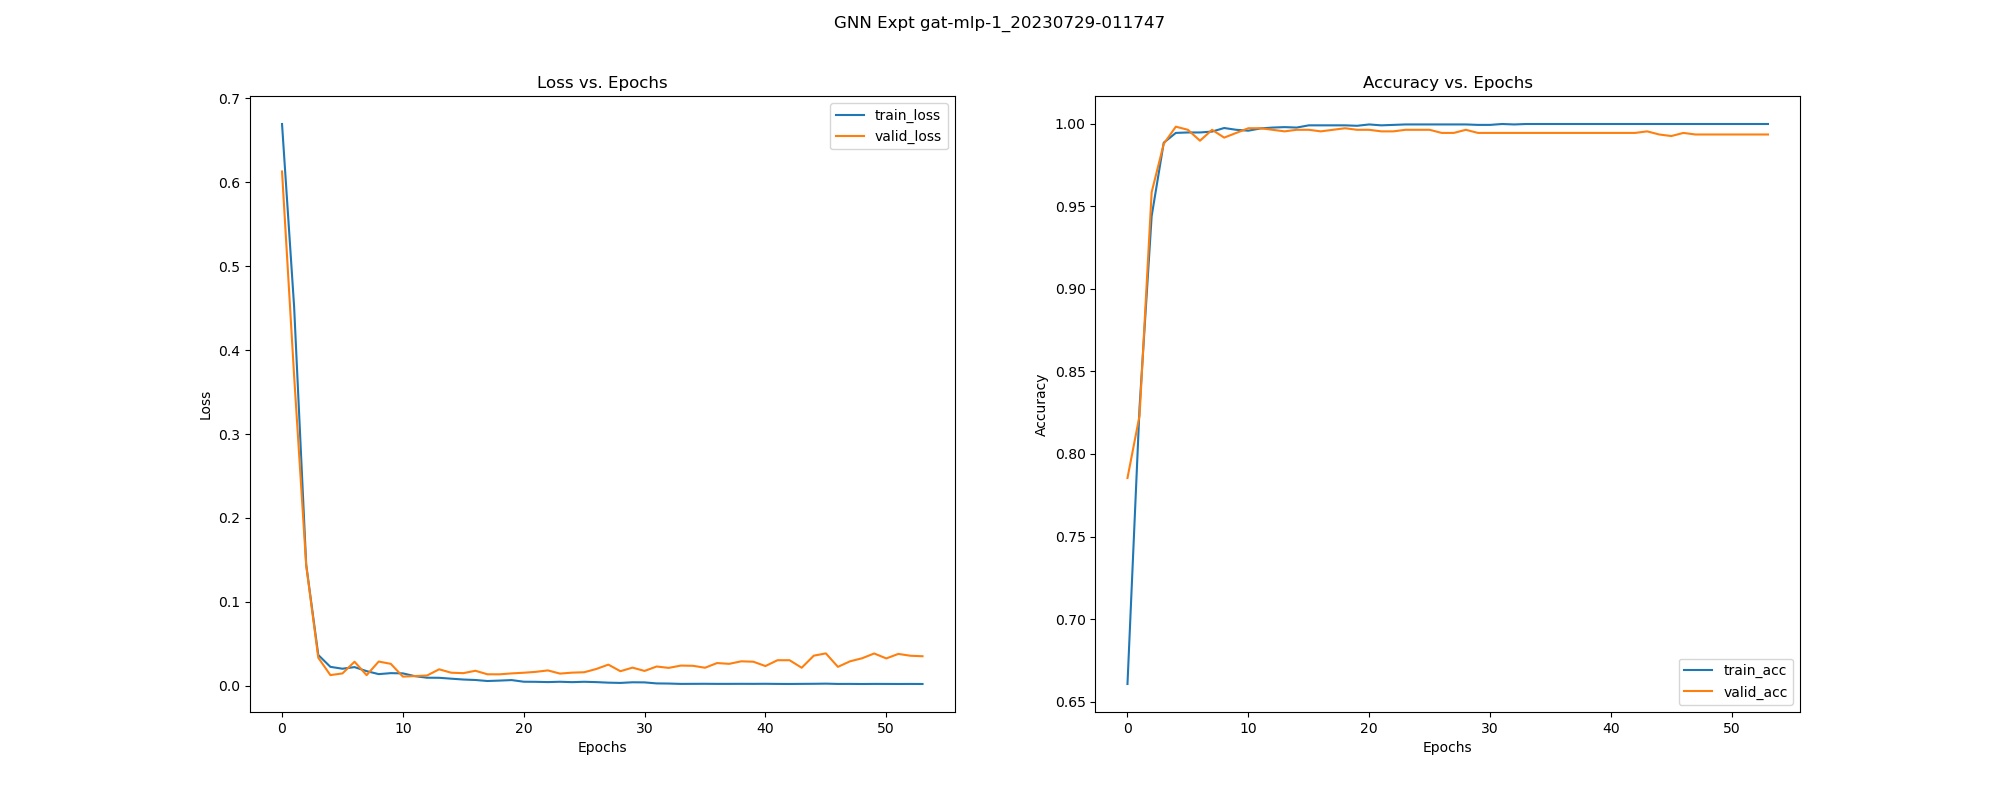 GNN Expt gat-mlp-1_20230729-011747
Loss vs. Epochs
0.7
0.6
0.5
0.4
0.3
0.2
0.1
0.0
Loss
0
10
20
30
40
50
Epochs
train_loss
valid_loss
Accuracy vs. Epochs
1.00
0.95
0.90
0.85
0.80
0.75
0.70
0.65
Accuracy
0
10
20
30
40
50
Epochs
train_acc
valid_acc